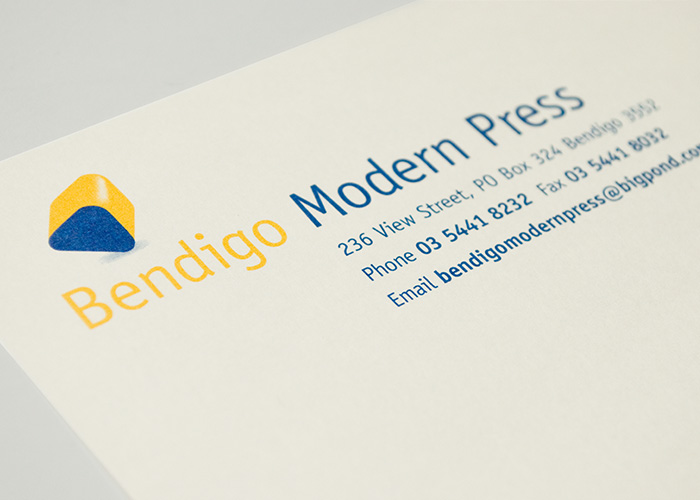 Bendigo Modern Press
236 View Street, PO Box 324 Bendigo 3552
Phone 03 5441 8232 Fax 03 5441 8032
Email bendigomodernpress@bigpond.com